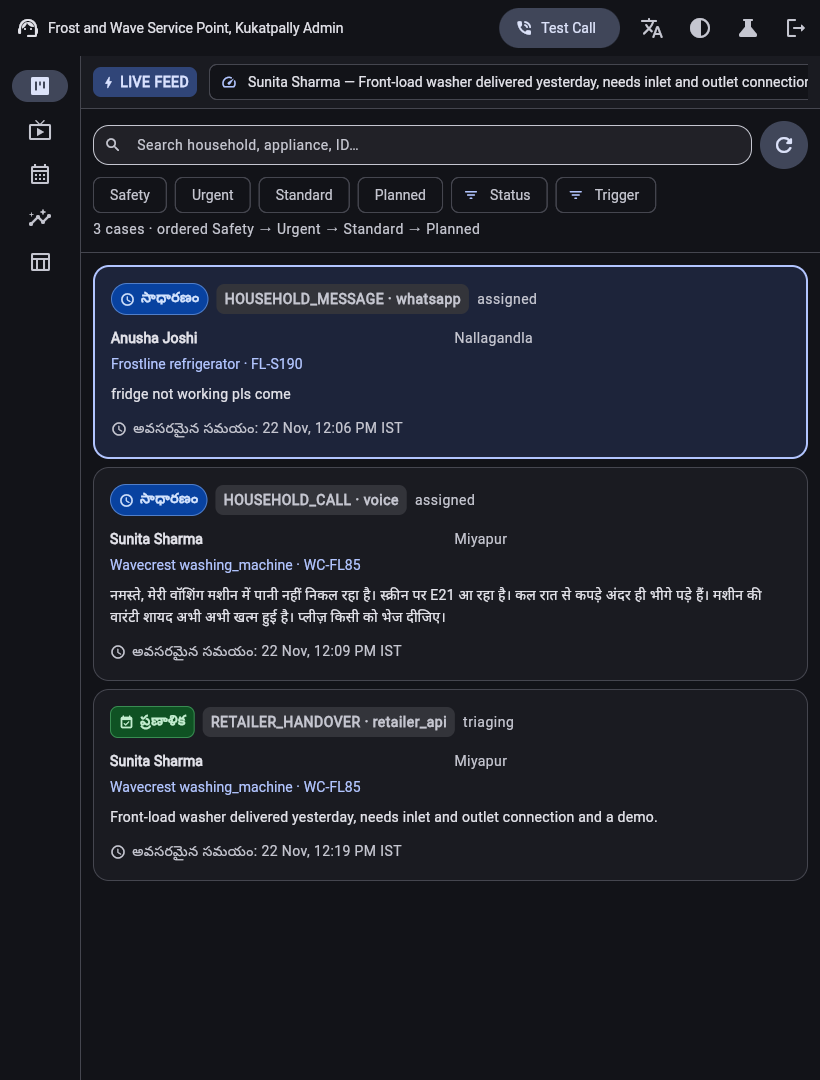 Frost and Wave Service Point, Kukatpally Admin
Test Call
LIVE FEED
Sunita Sharma — Front-load washer delivered yesterday, needs inlet and outlet connection
Search household, appliance, ID…
Safety
Urgent
Standard
Planned
Status
Trigger
3 cases · ordered Safety → Urgent → Standard → Planned
సాధారణం
HOUSEHOLD_MESSAGE · whatsapp
assigned
Anusha Joshi
Nallagandla
Frostline refrigerator · FL-S190
fridge not working pls come
అవసరమైన సమయం: 22 Nov, 12:06 PM IST
సాధారణం
HOUSEHOLD_CALL · voice
assigned
Sunita Sharma
Miyapur
Wavecrest washing_machine · WC-FL85
नमस्ते, मेरी वॉशिंग मशीन में पानी नहीं निकल रहा है। स्क्रीन पर E21 आ रहा है। कल रात से कपड़े अंदर ही भीगे पड़े हैं। मशीन की
वारंटी शायद अभी अभी खत्म हुई है। प्लीज़ किसी को भेज दीजिए।
అవసరమైన సమయం: 22 Nov, 12:09 PM IST
ప్రణాళిక
RETAILER_HANDOVER · retailer_api
triaging
Sunita Sharma
Miyapur
Wavecrest washing_machine · WC-FL85
Front-load washer delivered yesterday, needs inlet and outlet connection and a demo.
అవసరమైన సమయం: 22 Nov, 12:19 PM IST